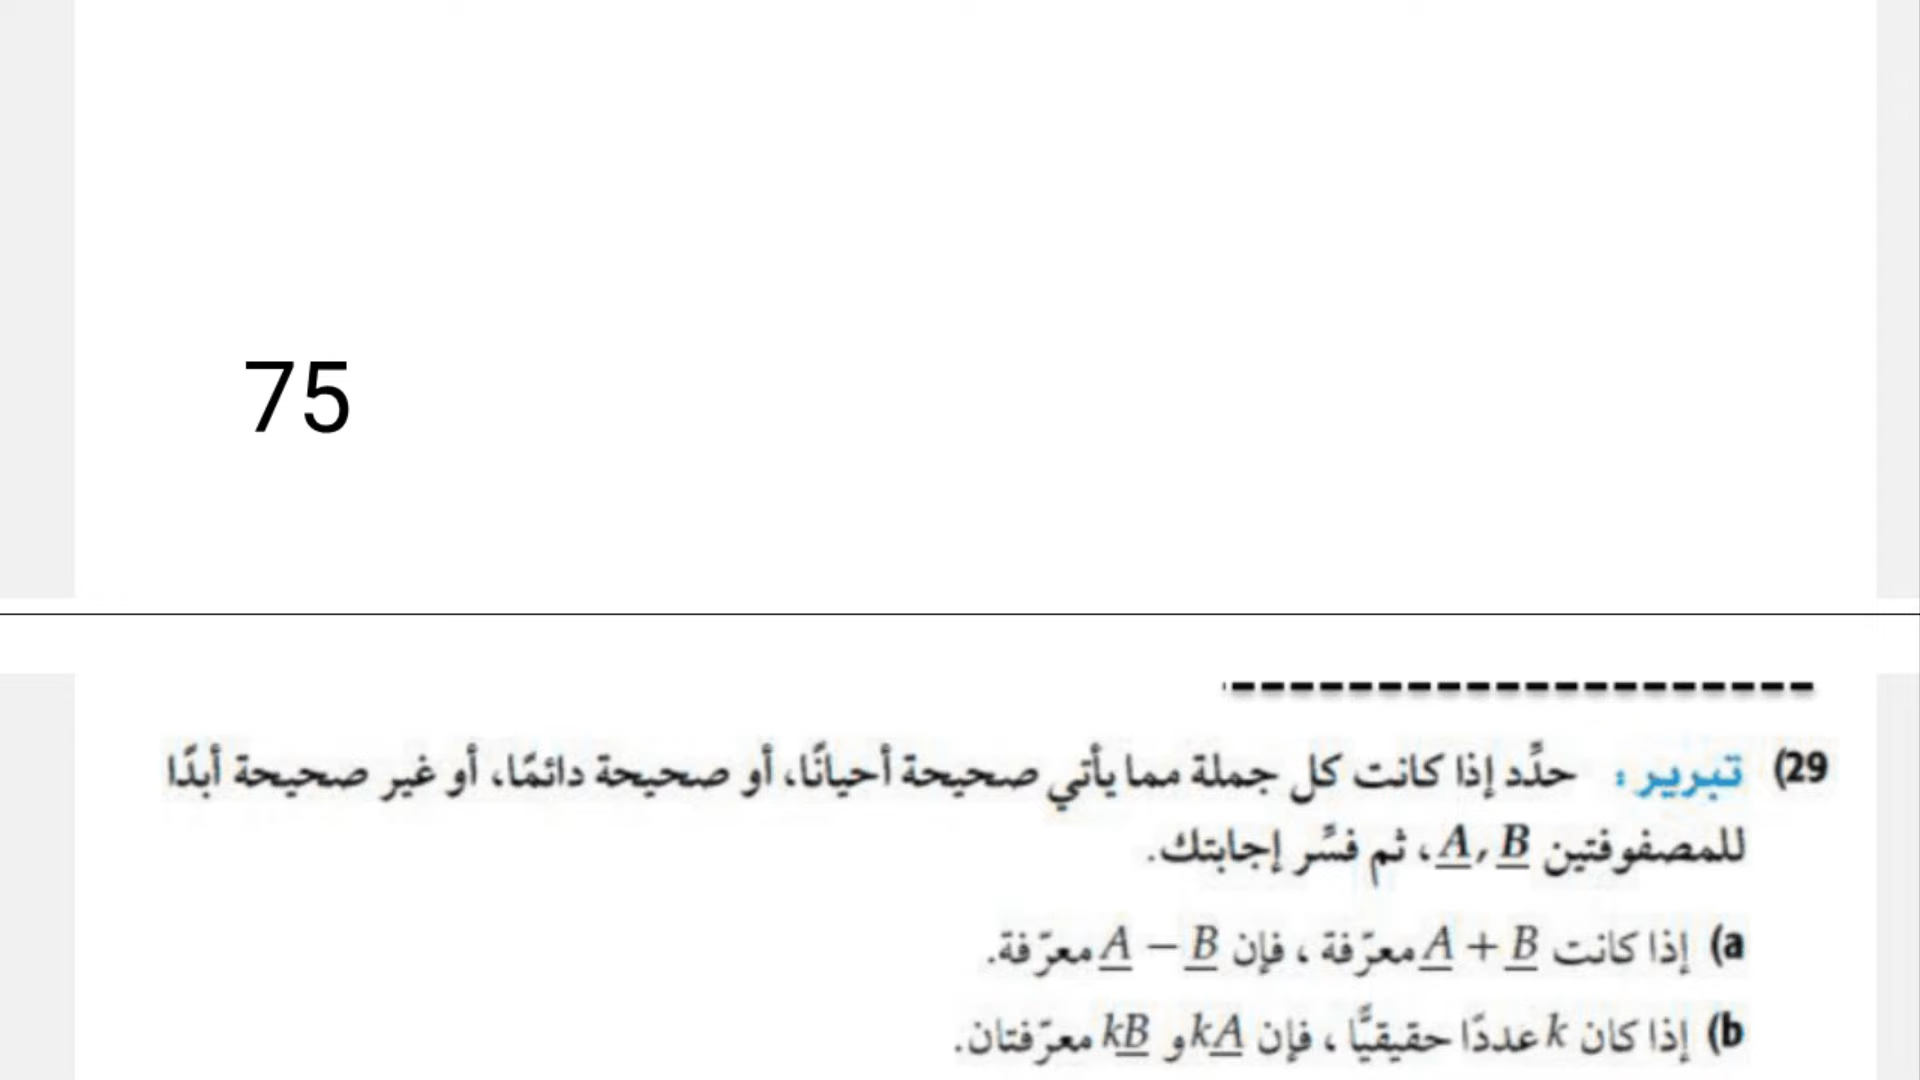 75
29) تبرير : حدِّد إذا كانت كل جملة مما يأتي صحيحة أحيانًا، أو صحيحة دائمًا، أو غير صحيحة أبدًا
للمصفوفتين A, B، ثم فسِّر إجابتك.
a) إذا كانت A + B معرّفة ، فإن A − B معرّفة.
b) إذا كان k عددًا حقيقيًّا ، فإن kA و kB معرّفتان.